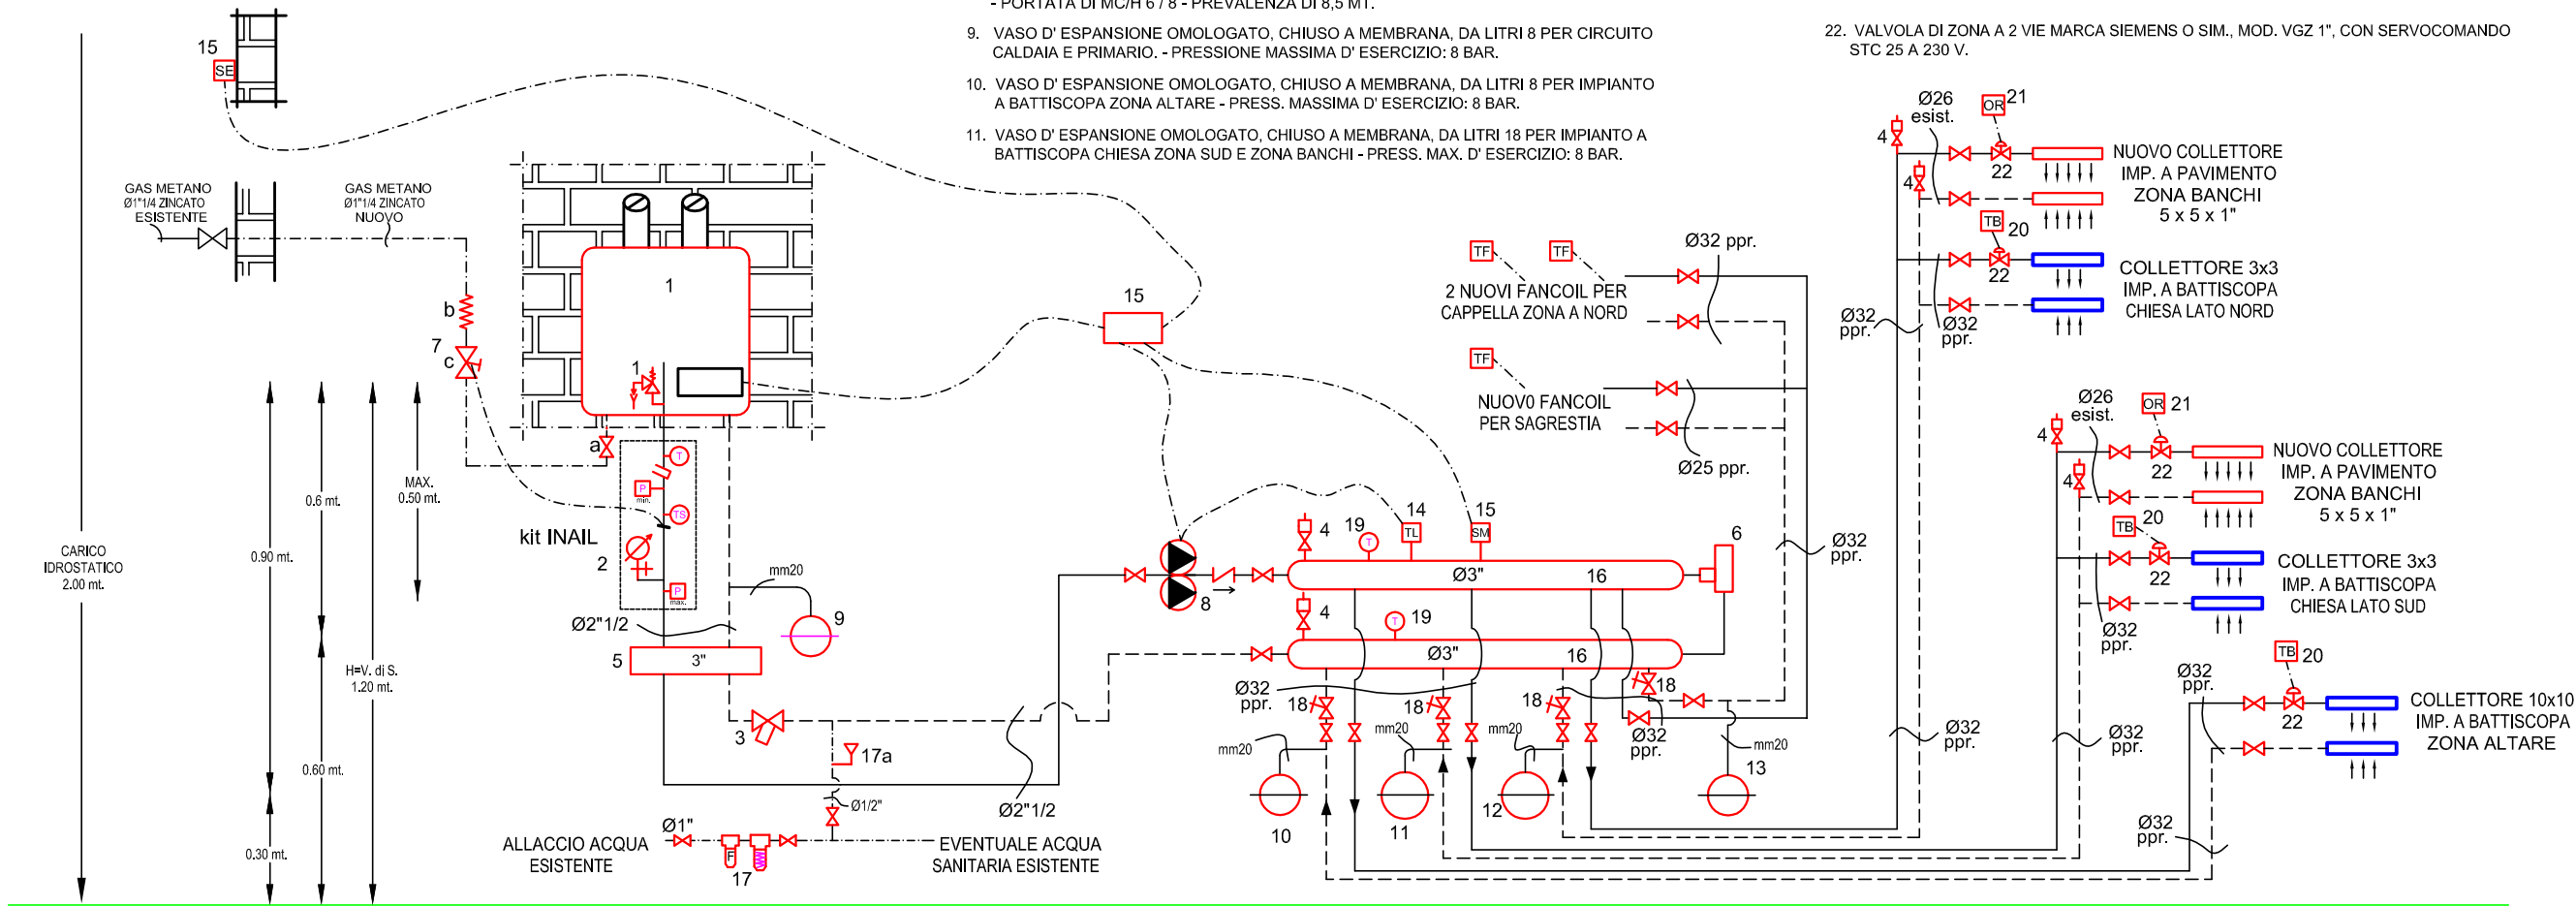 - PORTATA DI MC/H 6 / 8 - PREVALENZA DI 8,5 MT.
9. VASO D' ESPANSIONE OMOLOGATO, CHIUSO A MEMBRANA, DA LITRI 8 PER CIRCUITO
CALDAIA E PRIMARIO. - PRESSIONE MASSIMA D' ESERCIZIO: 8 BAR.
10. VASO D' ESPANSIONE OMOLOGATO, CHIUSO A MEMBRANA, DA LITRI 8 PER IMPIANTO
A BATTISCOPA ZONA ALTARE - PRESS. MASSIMA D' ESERCIZIO: 8 BAR.
11. VASO D' ESPANSIONE OMOLOGATO, CHIUSO A MEMBRANA, DA LITRI 18 PER IMPIANTO A
BATTISCOPA CHIESA ZONA SUD E ZONA BANCHI - PRESS. MAX. D' ESERCIZIO: 8 BAR.
22. VALVOLA DI ZONA A 2 VIE MARCA SIEMENS O SIM., MOD. VGZ 1", CON SERVOCOMANDO
STC 25 A 230 V.
15
SE
GAS METANO
Ø1"1/4 ZINCATO
ESISTENTE
GAS METANO
Ø1"1/4 ZINCATO
NUOVO
b
7
c
1
1
a
T
P
min.
TS
kit INAIL
2
P
max.
mm20
9
Ø2"1/2
5
3"
3
17a
Ø1/2"
Ø2"1/2
ALLACCIO ACQUA
ESISTENTE
Ø1"
F
17
EVENTUALE ACQUA
SANITARIA ESISTENTE
CARICO
IDROSTATICO
2.00 mt.
0.90 mt.
0.30 mt.
0.6 mt.
0.60 mt.
H=V. di S.
1.20 mt.
MAX.
0.50 mt.
15
TF
TF
2 NUOVI FANCOIL PER
CAPPELLA ZONA A NORD
Ø32 ppr.
TF
NUOVO FANCOIL
PER SAGRESTIA
Ø25 ppr.
8
4
19
T
14
TL
15
SM
6
Ø3"
16
4
T
19
Ø3"
16
Ø32
ppr.
Ø32
ppr.
18
18
18
18
Ø32
ppr.
mm20
mm20
mm20
mm20
10
11
12
13
4
Ø26
esist.
OR
21
4
22
NUOVO COLLETTORE
IMP. A PAVIMENTO
ZONA BANCHI
5 x 5 x 1"
TB
20
22
COLLETTORE 3x3
IMP. A BATTISCOPA
CHIESA LATO NORD
Ø32
ppr.
Ø32
ppr.
4
Ø26
esist.
OR
21
4
22
NUOVO COLLETTORE
IMP. A PAVIMENTO
ZONA BANCHI
5 x 5 x 1"
TB
20
22
COLLETTORE 3x3
IMP. A BATTISCOPA
CHIESA LATO SUD
Ø32
ppr.
TB
20
Ø32
ppr.
22
COLLETTORE 10x10
IMP. A BATTISCOPA
ZONA ALTARE
Ø32
ppr.
Ø32
ppr.
Ø32
ppr.